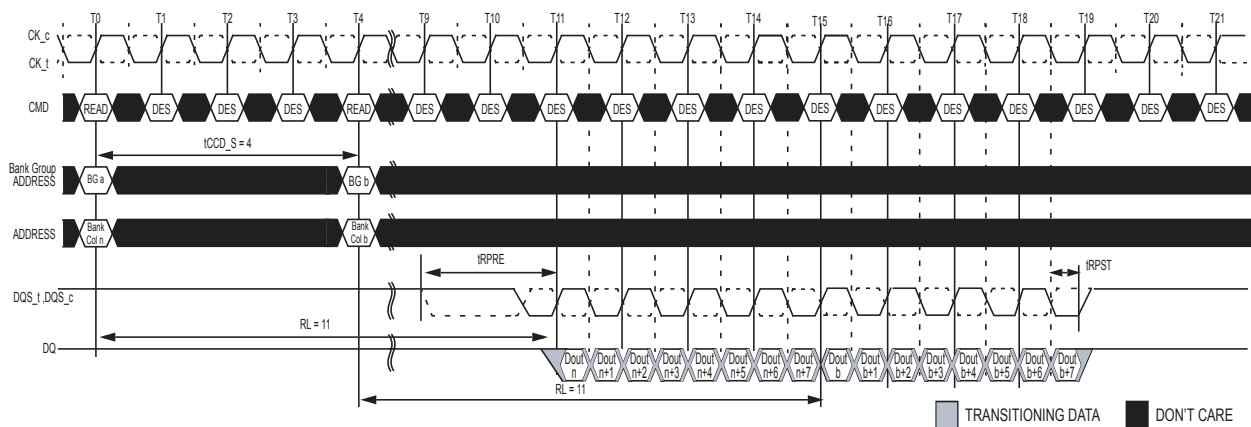 T0 T1 T2 T3 T4 T9 T10 T11 T12 T13 T14 T15 T16 T17 T18 T19 T20 T21
CK_c
CK_t
CMD READ DES DES DES READ DES DES DES DES DES DES DES DES DES DES DES DES DES
tCCD_S = 4
Bank Group
ADDRESS
BG a BG b
ADDRESS
Bank
Col n
Bank
Col b
tRPRE tRPST
DQS_t ,DQS_c
RL = 11
DQ
Dout
n
Dout
n+1
Dout
n+2
Dout
n+3
Dout
n+4
Dout
n+5
Dout
n+6
Dout
n+7
Dout
b
Dout
b+1
Dout
b+2
Dout
b+3
Dout
b+4
Dout
b+5
Dout
b+6
Dout
b+7
RL = 11
TRANSITIONING DATA DON'T CARE